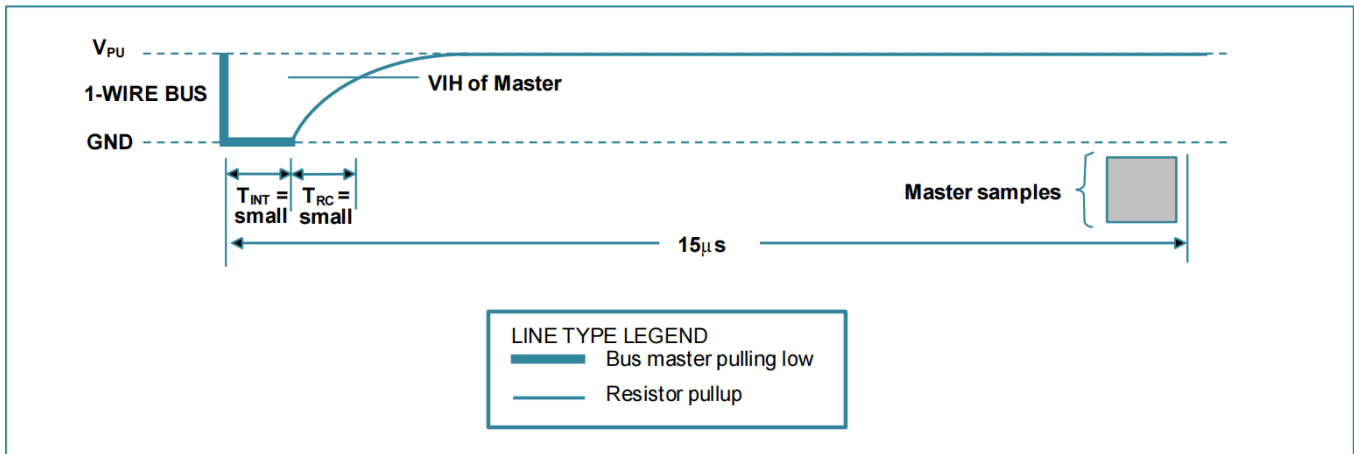 VPU
1-WIRE BUS
VIH of Master
GND
TINT =
small
TRC =
small
Master samples
15μs
LINE TYPE LEGEND
Bus master pulling low
Resistor pullup